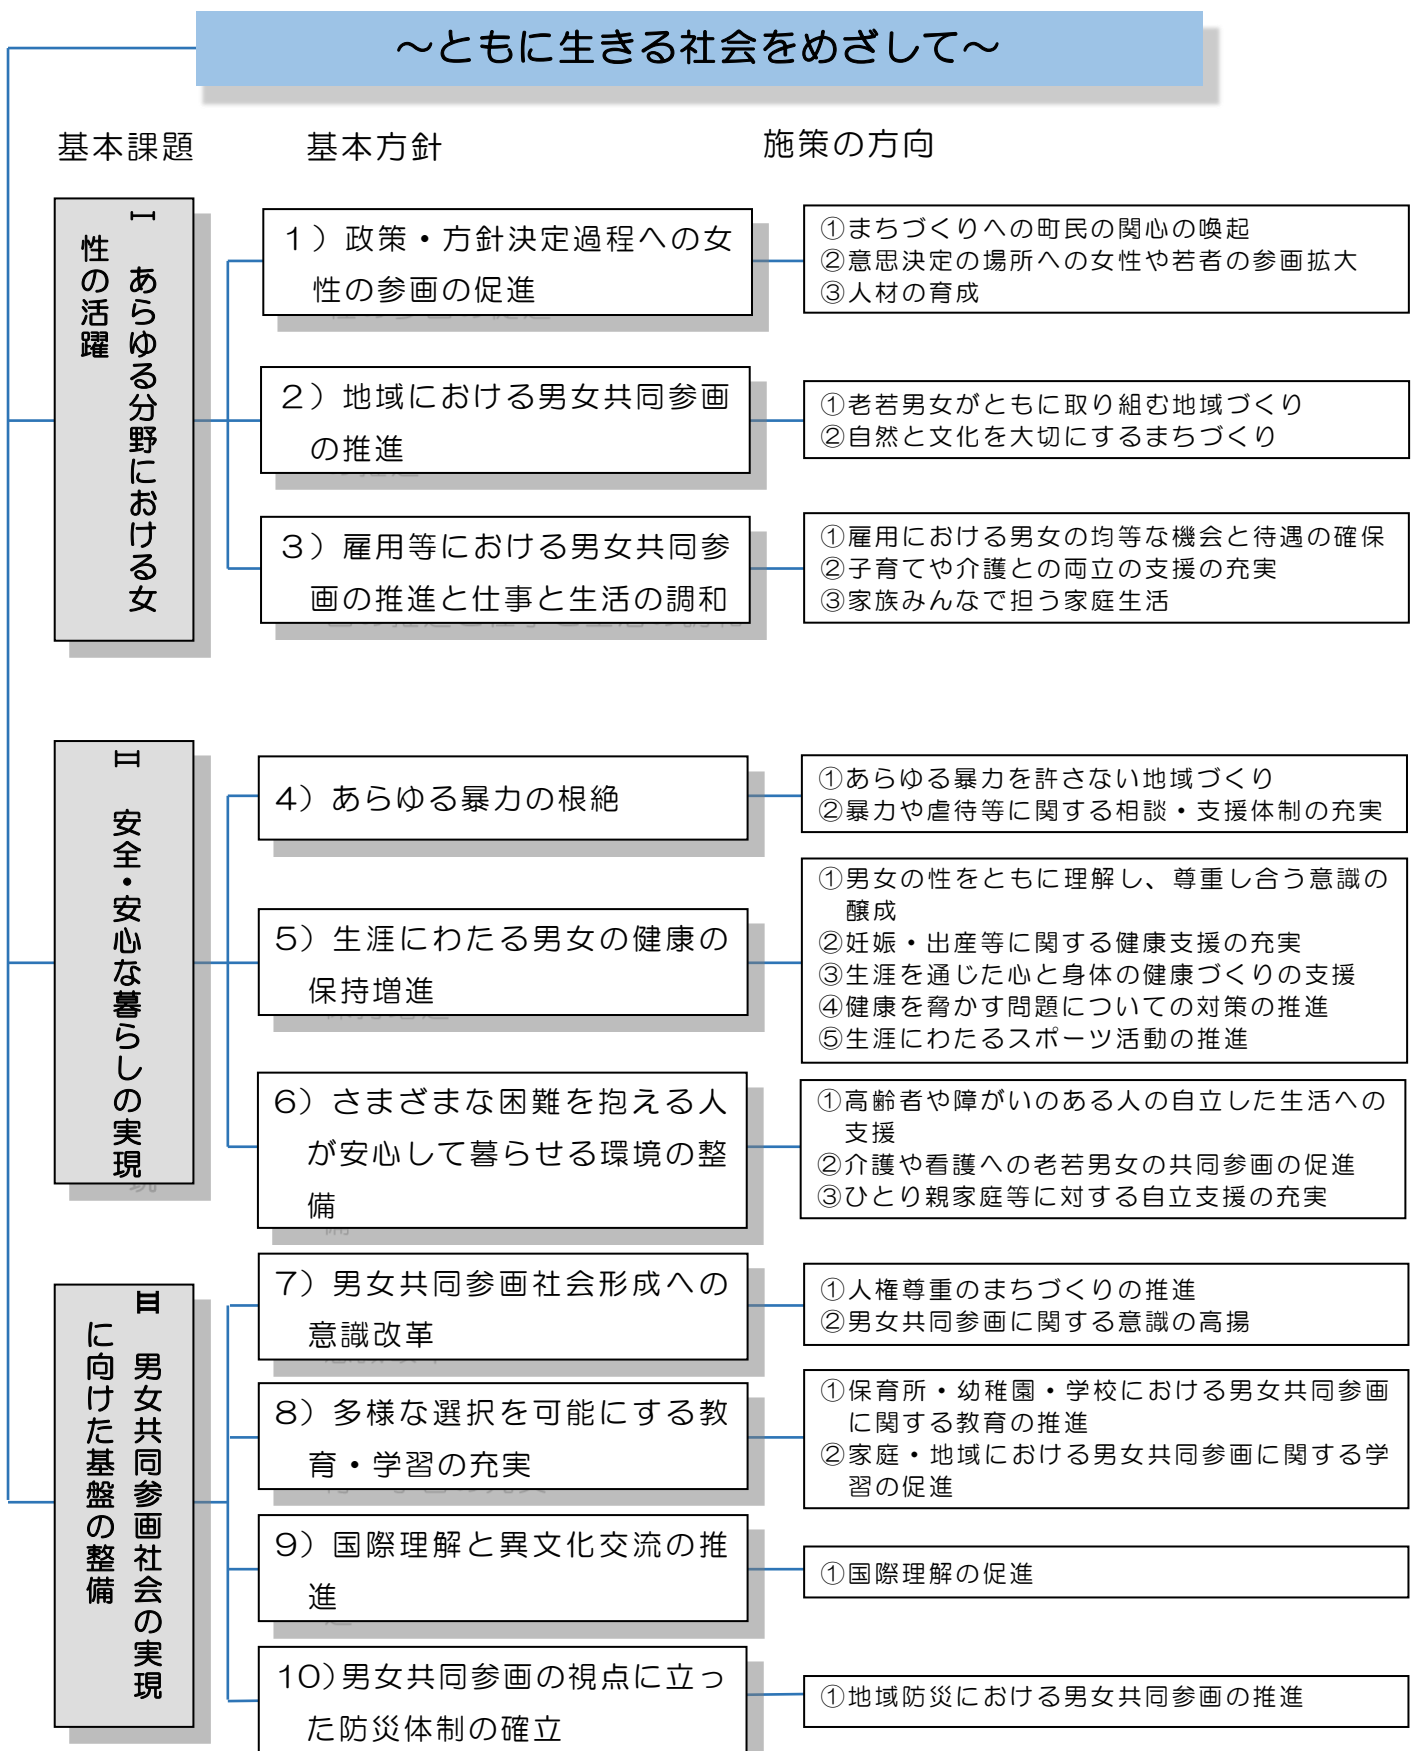 ～ともに生きる社会をめざして～
基本課題
基本方針
施策の方向
Ⅰ　あらゆる分野における女
性の活躍
１）政策・方針決定過程への女
性の参画の促進
①まちづくりへの町民の関心の喚起
②意思決定の場所への女性や若者の参画拡大
③人材の育成
２）地域における男女共同参画
の推進
①老若男女がともに取り組む地域づくり
②自然と文化を大切にするまちづくり
３）雇用等における男女共同参
画の推進と仕事と生活の調和
①雇用における男女の均等な機会と待遇の確保
②子育てや介護との両立の支援の充実
③家族みんなで担う家庭生活
Ⅱ　安全・安心な暮らしの実現
４）あらゆる暴力の根絶
①あらゆる暴力を許さない地域づくり
②暴力や虐待等に関する相談・支援体制の充実
５）生涯にわたる男女の健康の
保持増進
①男女の性をともに理解し、尊重し合う意識の
醸成
②妊娠・出産等に関する健康支援の充実
③生涯を通じた心と身体の健康づくりの支援
④健康を脅かす問題についての対策の推進
⑤生涯にわたるスポーツ活動の推進
６）さまざまな困難を抱える人
が安心して暮らせる環境の整
備
①高齢者や障がいのある人の自立した生活への
支援
②介護や看護への老若男女の共同参画の促進
③ひとり親家庭等に対する自立支援の充実
Ⅲ　男女共同参画社会の実現
に向けた基盤の整備
７）男女共同参画社会形成への
意識改革
①人権尊重のまちづくりの推進
②男女共同参画に関する意識の高揚
８）多様な選択を可能にする教
育・学習の充実
①保育所・幼稚園・学校における男女共同参画
に関する教育の推進
②家庭・地域における男女共同参画に関する学
習の促進
９）国際理解と異文化交流の推
進
①国際理解の促進
10）男女共同参画の視点に立っ
た防災体制の確立
①地域防災における男女共同参画の推進